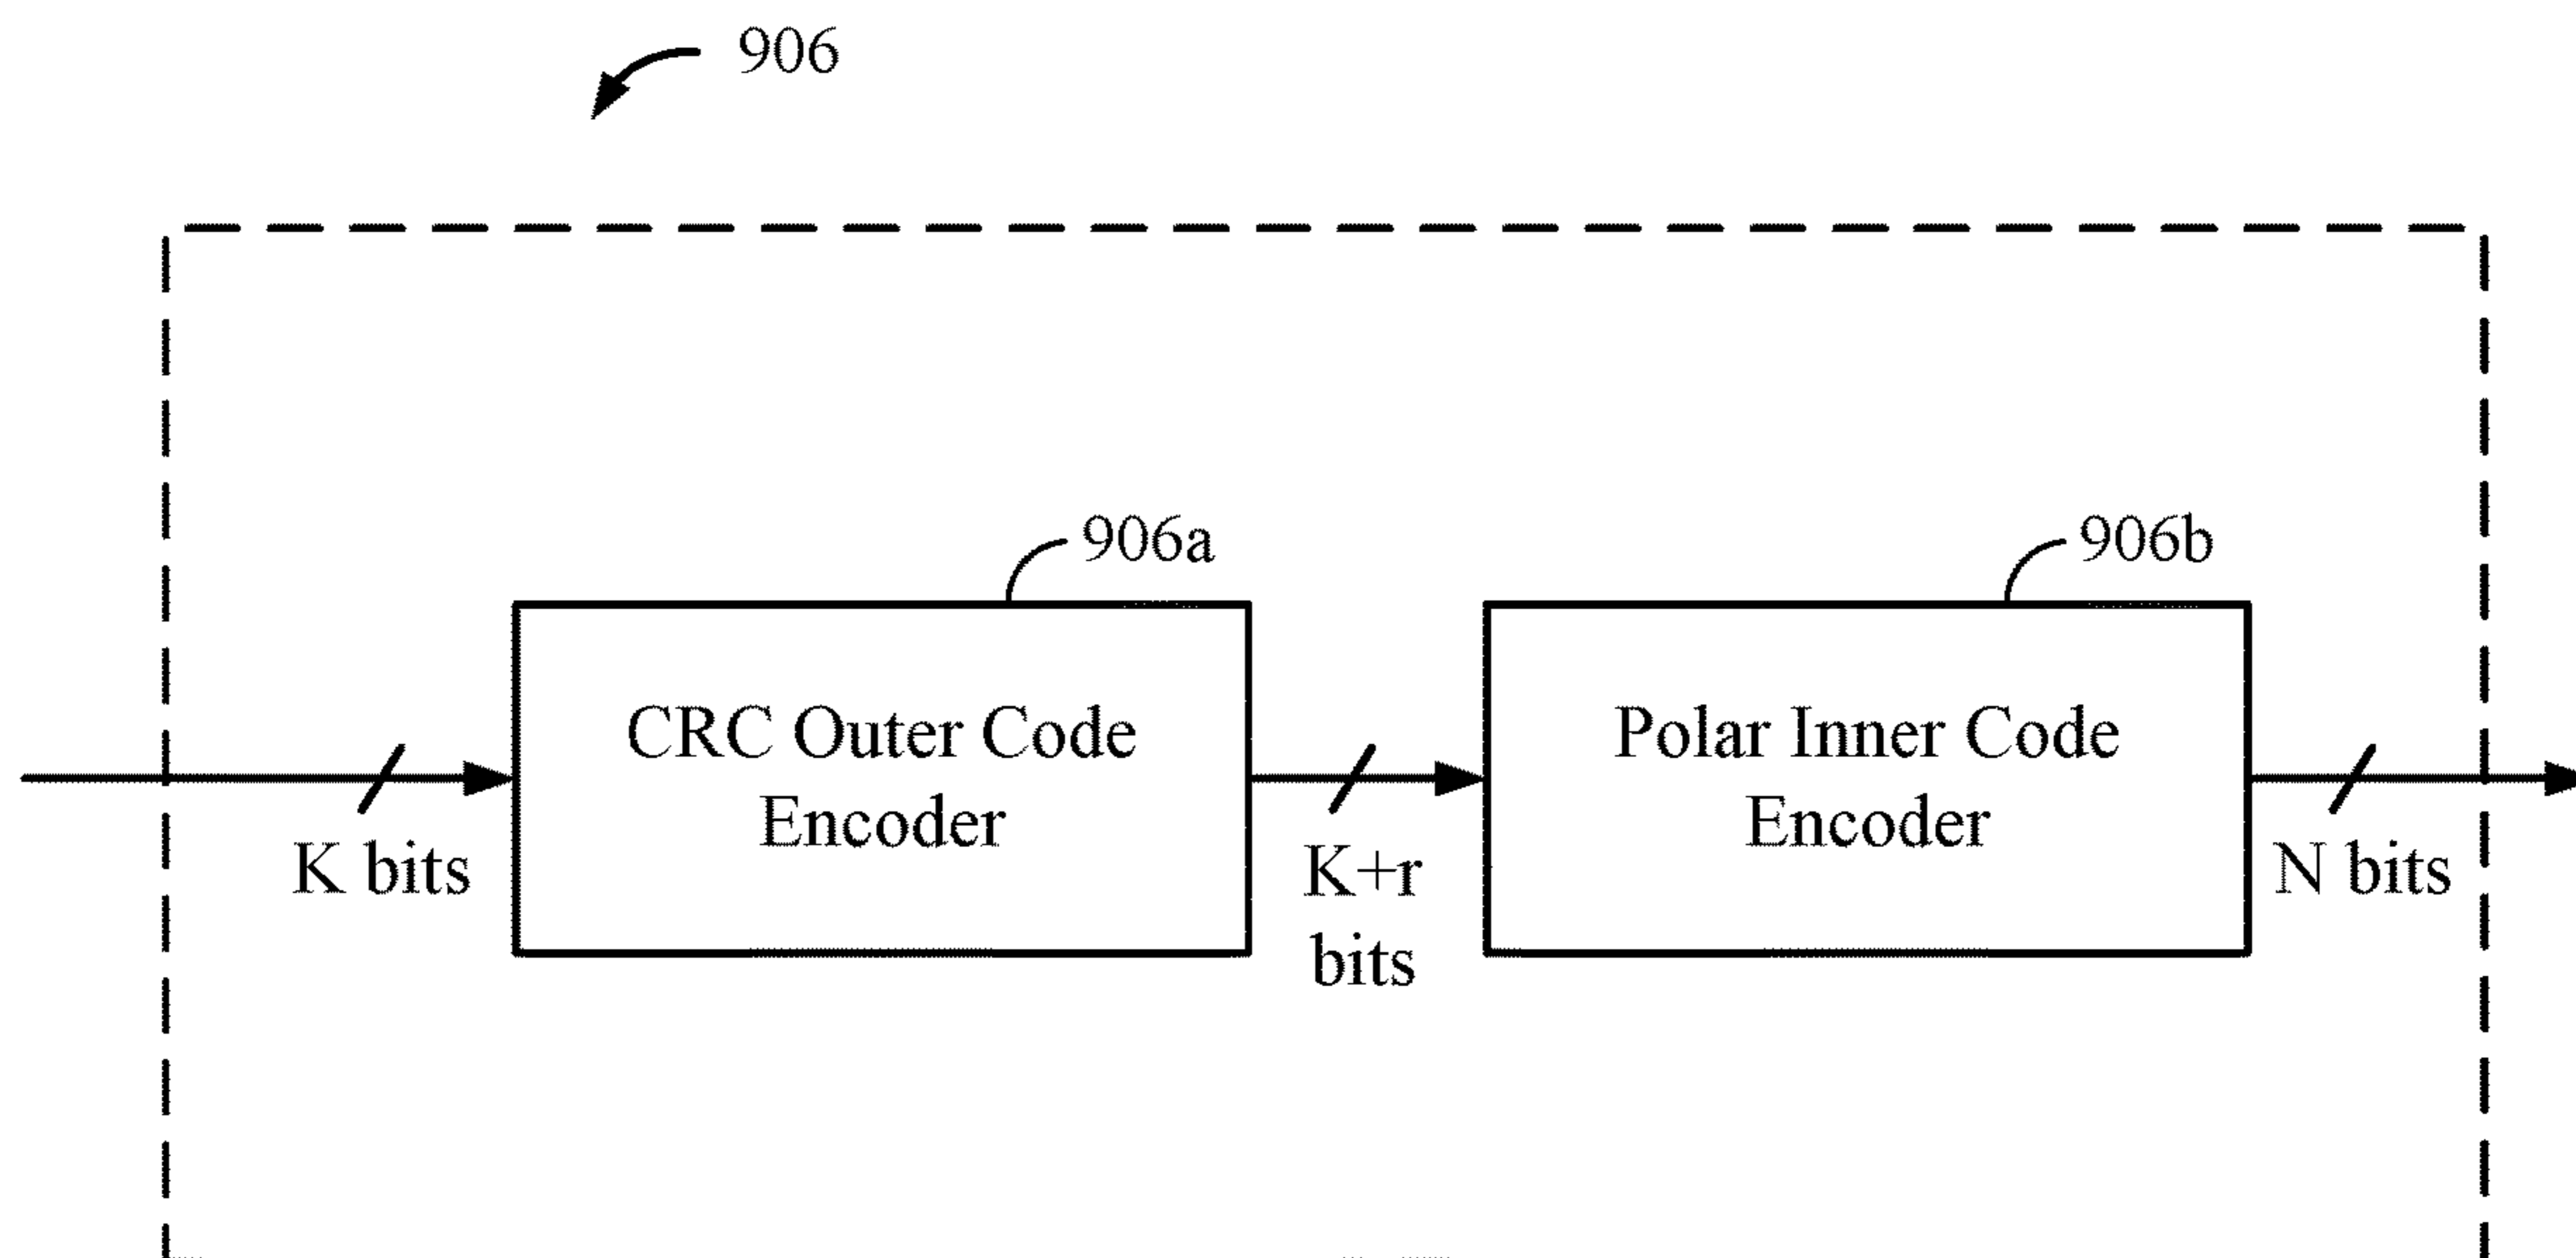 906
906a
906b
CRC Outer Code
Encoder
Polar Inner Code
Encoder
K bits
K+r
bits
N bits